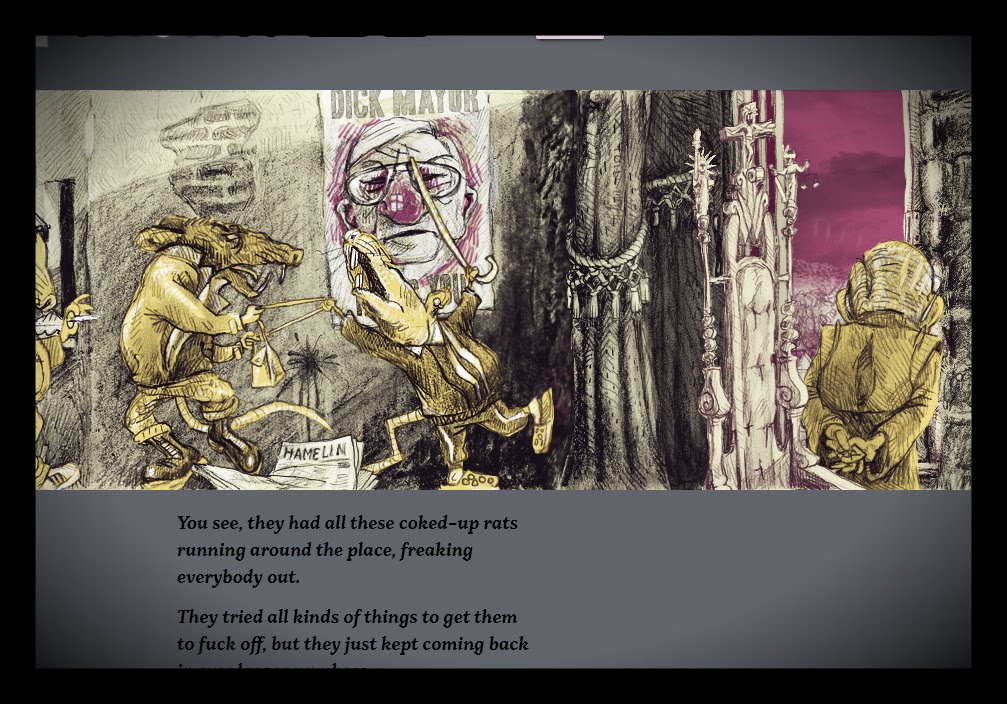 DICK MAYOR
HAMELIN
You see, they had all these coked-up rats
running around the place, freaking
everybody out.
They tried all kinds of things to get them
to fuck off, but they just kept coming back